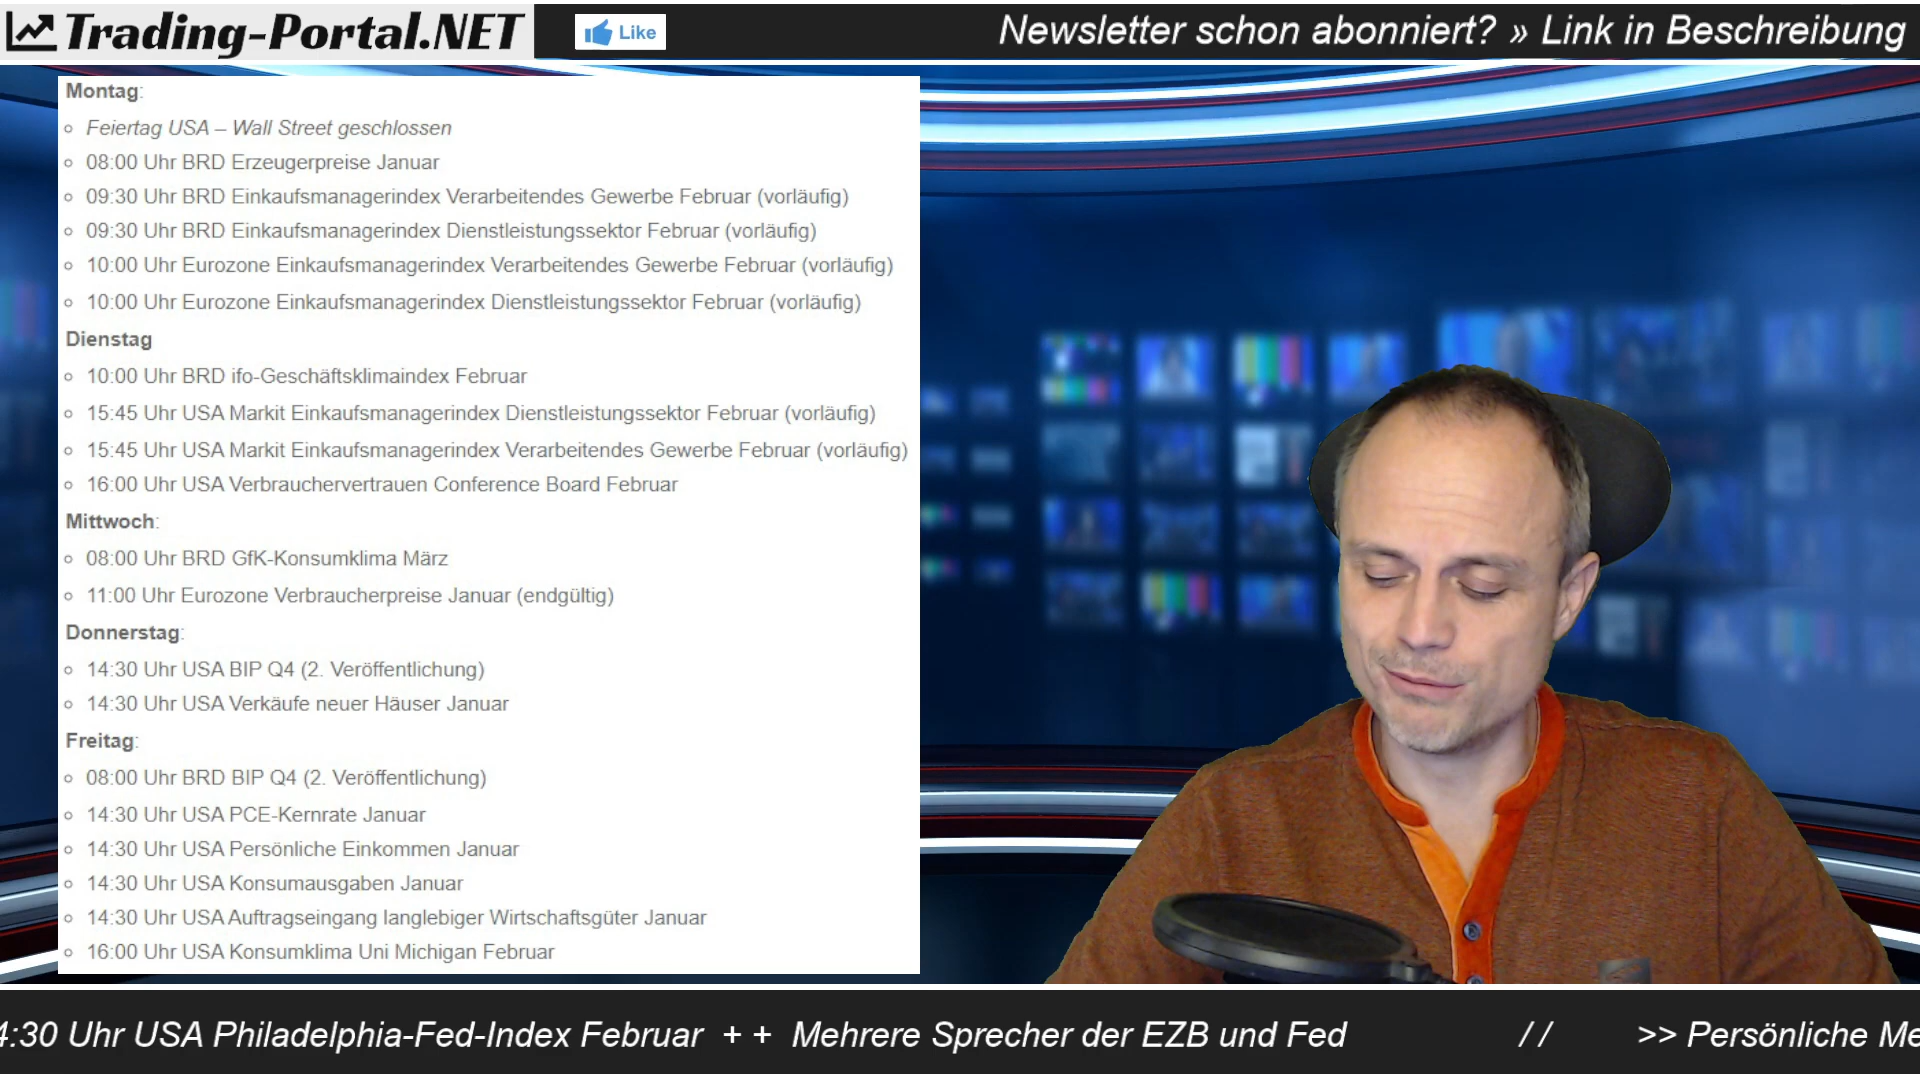 Trading-Portal.NET
Like
Newsletter schon abonniert? » Link in Beschreibung
Montag:
Feiertag USA – Wall Street geschlossen
08:00 Uhr BRD Erzeugerpreise Januar
09:30 Uhr BRD Einkaufsmanagerindex Verarbeitendes Gewerbe Februar (vorläufig)
09:30 Uhr BRD Einkaufsmanagerindex Dienstleistungssektor Februar (vorläufig)
10:00 Uhr Eurozone Einkaufsmanagerindex Verarbeitendes Gewerbe Februar (vorläufig)
10:00 Uhr Eurozone Einkaufsmanagerindex Dienstleistungssektor Februar (vorläufig)
Dienstag
10:00 Uhr BRD ifo-Geschäftsklimaindex Februar
15:45 Uhr USA Markit Einkaufsmanagerindex Dienstleistungssektor Februar (vorläufig)
15:45 Uhr USA Markit Einkaufsmanagerindex Verarbeitendes Gewerbe Februar (vorläufig)
16:00 Uhr USA Verbrauchervertrauen Conference Board Februar
Mittwoch:
08:00 Uhr BRD GfK-Konsumklima März
11:00 Uhr Eurozone Verbraucherpreise Januar (endgültig)
Donnerstag:
14:30 Uhr USA BIP Q4 (2. Veröffentlichung)
14:30 Uhr USA Verkäufe neuer Häuser Januar
Freitag:
08:00 Uhr BRD BIP Q4 (2. Veröffentlichung)
14:30 Uhr USA PCE-Kernrate Januar
14:30 Uhr USA Persönliche Einkommen Januar
14:30 Uhr USA Konsumausgaben Januar
14:30 Uhr USA Auftragseingang langlebiger Wirtschaftsgüter Januar
16:00 Uhr USA Konsumklima Uni Michigan Februar
4:30 Uhr USA Philadelphia-Fed-Index Februar + + Mehrere Sprecher der EZB und Fed // >> Persönliche Me